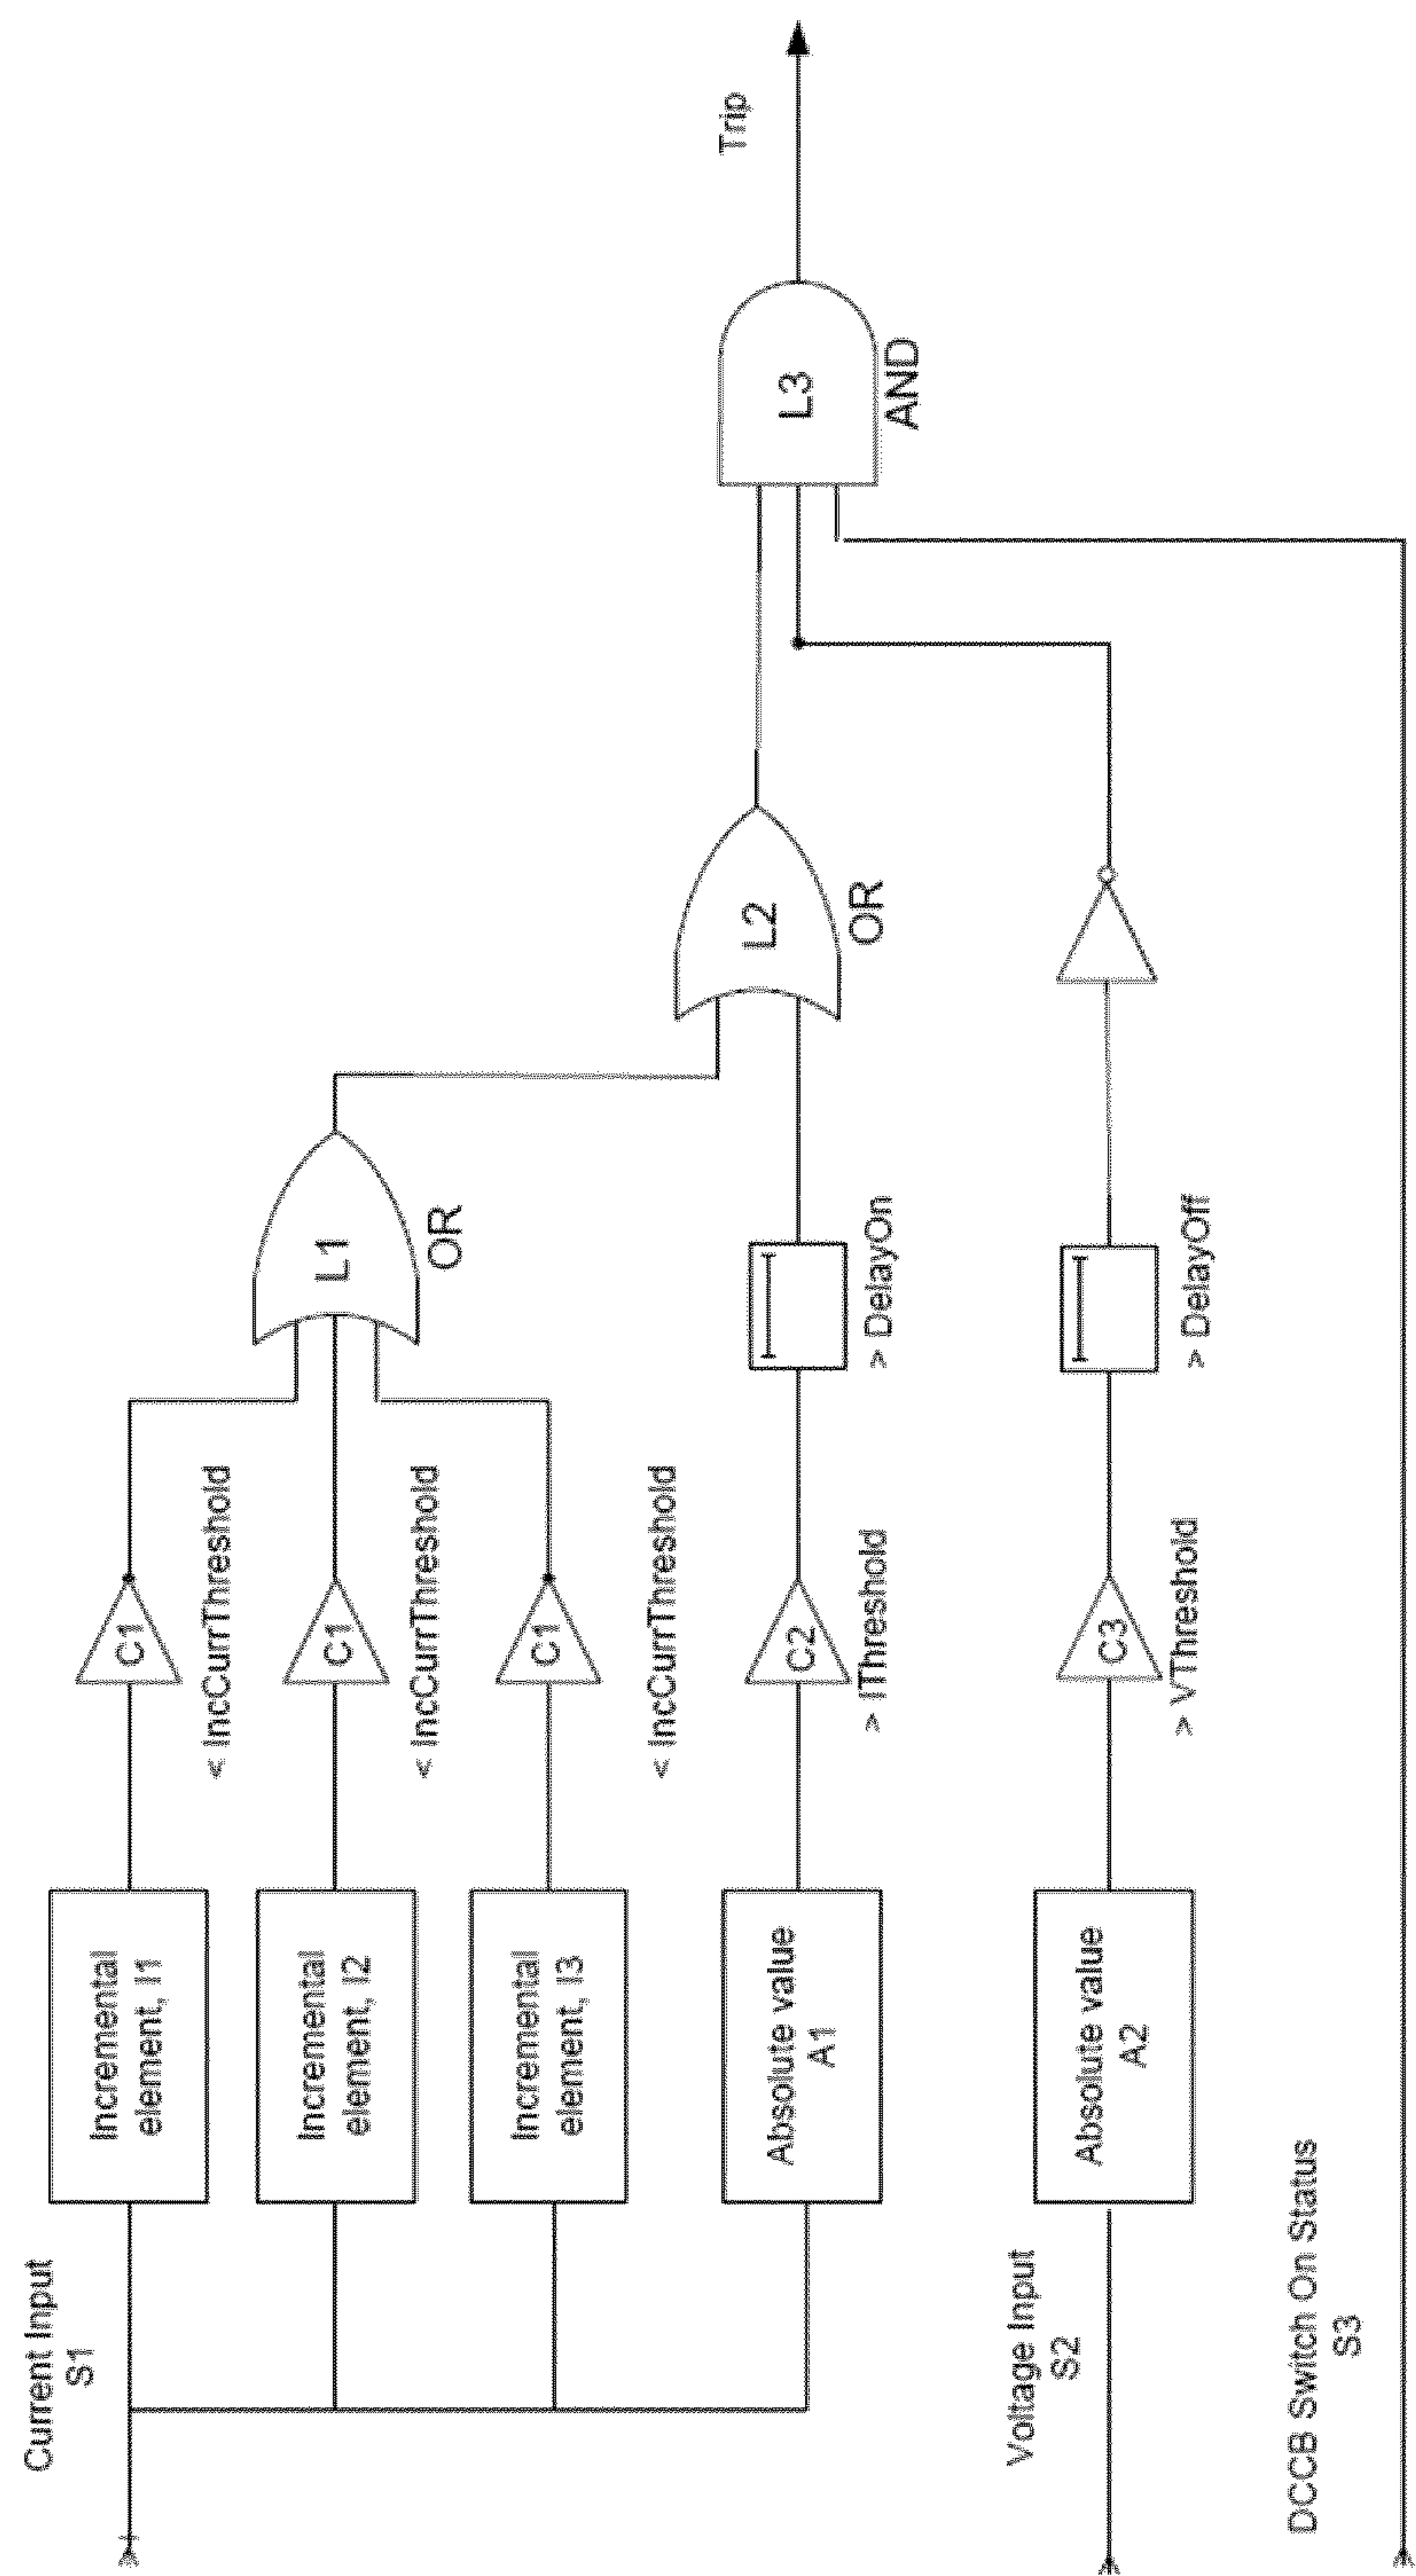 Current Input
S1
Incremental
element, I1
C1
< IncCurrThreshold
Incremental
element, I2
C1
< IncCurrThreshold
L1
OR
Incremental
element, I3
C1
< IncCurrThreshold
Absolute value
A1
C2
> IThreshold
> DelayOn
L2
OR
L3
AND
Trip
Voltage Input
S2
Absolute value
A2
C3
> VThreshold
> DelayOff
DCCB Switch On Status
S3